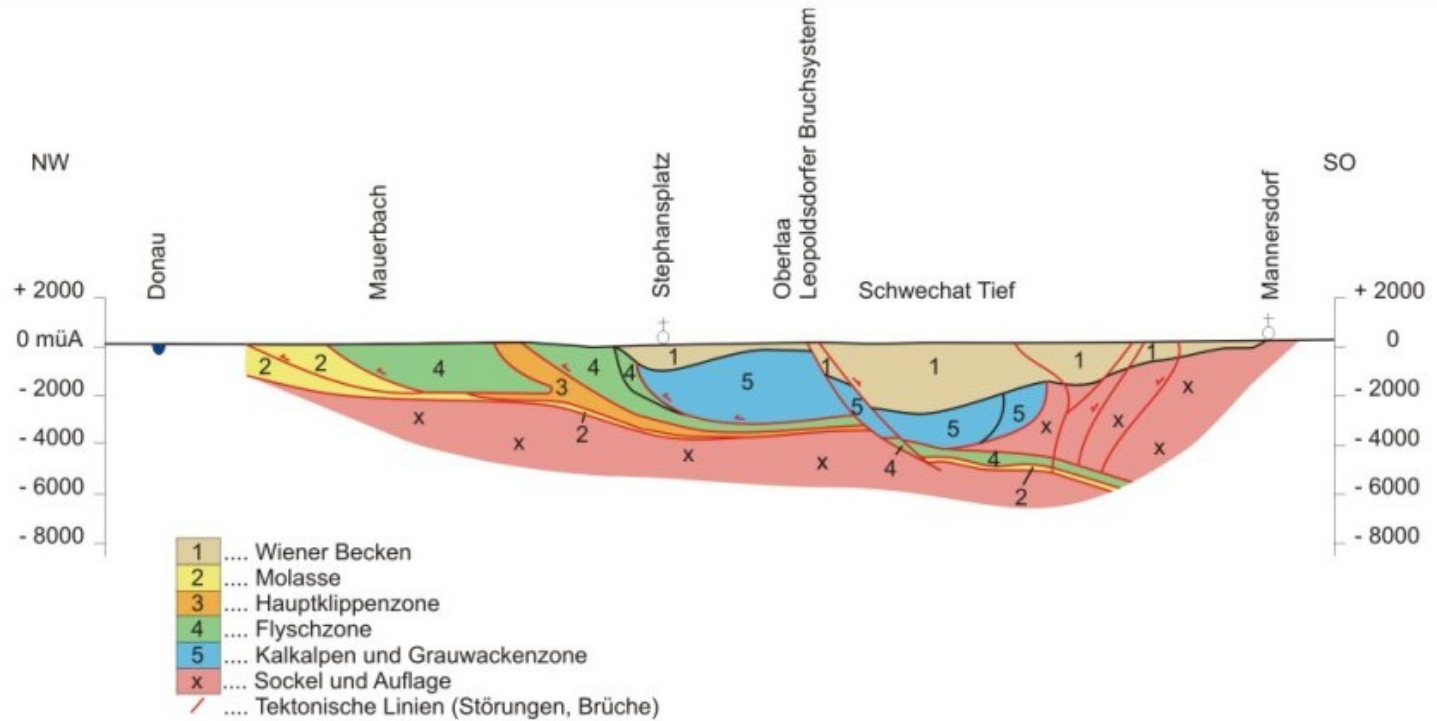 NW
SO
Donau
Mauerbach
Stephansplatz
Oberlaa
Leopoldsdorfer Bruchsystem
Schwechat Tief
Mannersdorf
+ 2000
0 müA
- 2000
- 4000
- 6000
- 8000
+ 2000
0
- 2000
- 4000
- 6000
- 8000
2
2
4
3
4
4
1
5
1
1
1
1
5
5
5
2
4
4
2
x
x
x
x
x
x
x
x
1 .... Wiener Becken
2 .... Molasse
3 .... Hauptklippenzone
4 .... Flyschzone
5 .... Kalkalpen und Grauwackenzone
x .... Sockel und Auflage
.... Tektonische Linien (Störungen, Brüche)